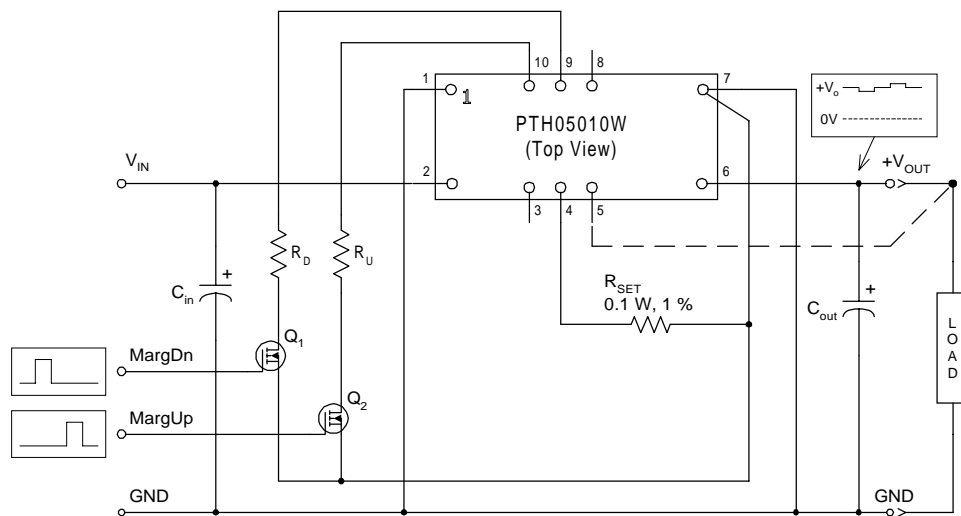 10 9 8
1 1 7
PTH05010W
(Top View)
+Vo
0V
VIN
2 6
+VOUT
3 4 5
RD RU
RSET
0.1 W, 1 %
Cin +
+
Cout
LOAD
Q1
MargDn
Q2
MargUp
GND GND